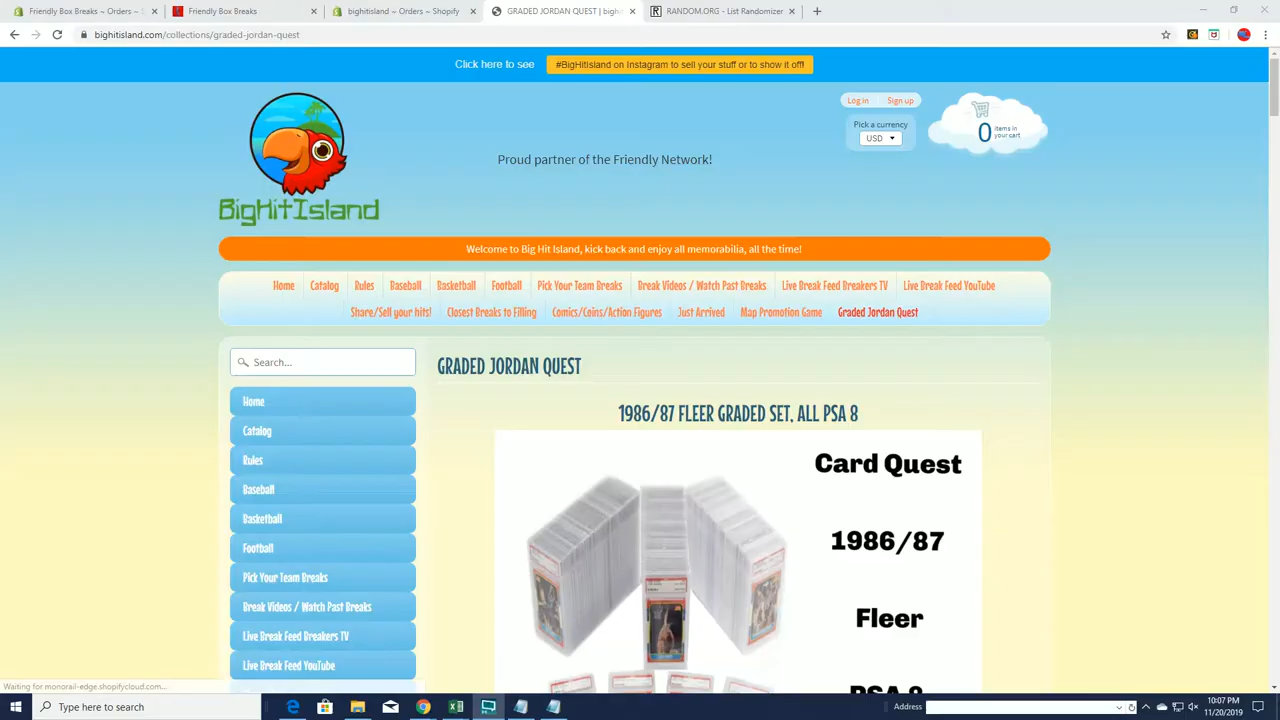 Friendly Box Breaks ~ Orders ~ S
Friendly Box Breaks
bighitisland ~ Orders ~ Shopify
GRADED JORDAN QUEST | bigh
RANDOM.ORG - List Randomizer
bighitisland.com/collections/graded-jordan-quest
Click here to see
#BigHitIsland on Instagram to sell your stuff or to show it off!
Log in
Sign up
Pick a currency
USD
0 items in your cart
Proud partner of the Friendly Network!
BigHitIsland
Welcome to Big Hit Island, kick back and enjoy all memorabilia, all the time!
Home Catalog Rules Baseball Basketball Football Pick Your Team Breaks Break Videos / Watch Past Breaks Live Break Feed Breakers TV Live Break Feed YouTube
Share/Sell your hits! Closest Breaks to Filling Comics/Coins/Action Figures Just Arrived Map Promotion Game Graded Jordan Quest
Search...
GRADED JORDAN QUEST
Home
1986/87 FLEER GRADED SET, ALL PSA 8
Catalog
Card Quest
Rules
Baseball
Basketball
1986/87
Football
Pick Your Team Breaks
Break Videos / Watch Past Breaks
Fleer
Live Break Feed Breakers TV
Live Break Feed YouTube
PSA 8
Waiting for monorail-edge.shopifycloud.com...
Type here to search
Address
10:07 PM
11/20/2019